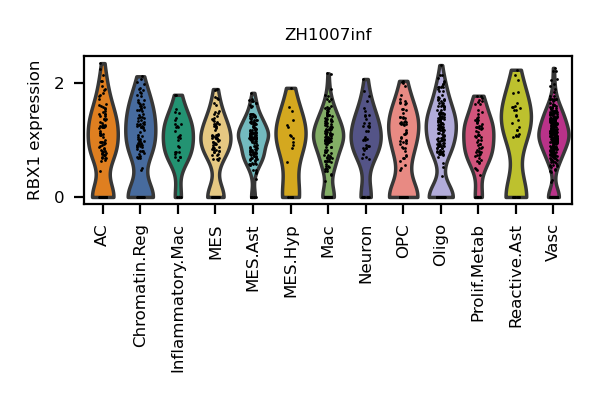 ZH1007inf
RBX1 expression
2
0
AC
Chromatin.Reg
Inflammatory.Mac
MES
MES.Ast
MES.Hyp
Mac
Neuron
OPC
Oligo
Prolif.Metab
Reactive.Ast
Vasc